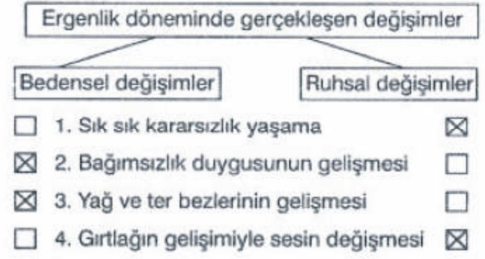 Ergenlik döneminde gerçekleşen değişimler
Bedensel değişimler Ruhsal değişimler
1. Sık sık kararsızlık yaşama
2. Bağımsızlık duygusunun gelişmesi
3. Yağ ve ter bezlerinin gelişmesi
4. Gırtlağın gelişimiyle sesin değişmesi